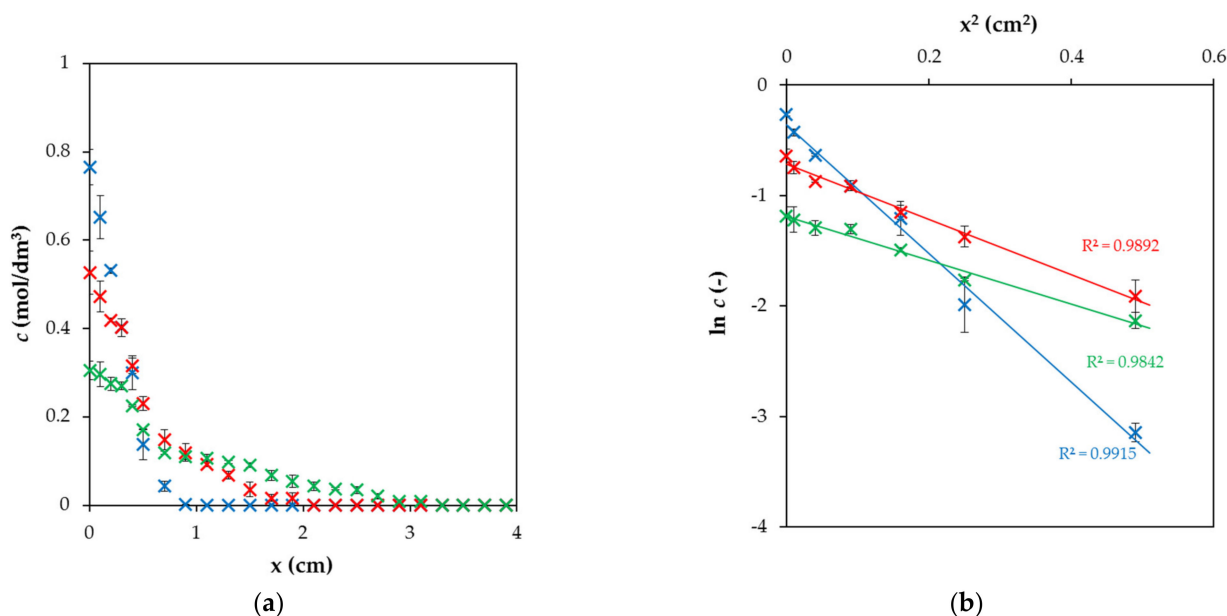 1
0.8
0.6
0.4
0.2
0
c (mol/dm³)
0 1 2 3 4
x (cm)
(a)
x² (cm²)
0 0.2 0.4 0.6
0
-1
-2
-3
-4
ln c (-)
R² = 0.9892
R² = 0.9842
R² = 0.9915
(b)